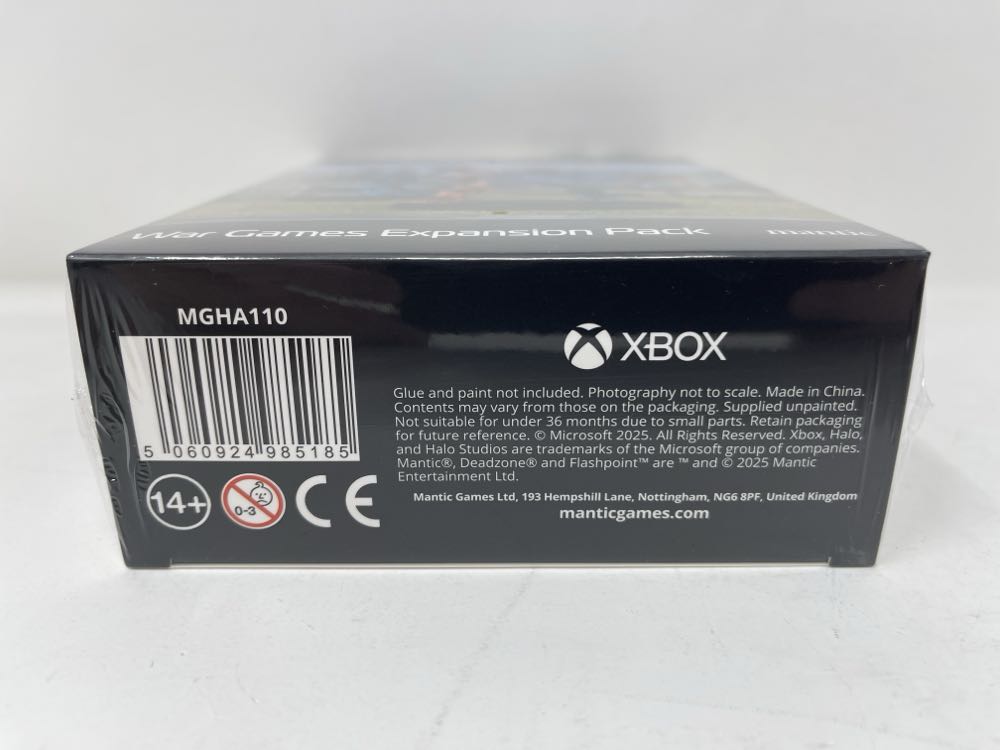 War Games Expansion Pack mantic
MGHA110
5 060924 985185
14+
0-3
CE
XBOX
Glue and paint not included. Photography not to scale. Made in China.
Contents may vary from those on the packaging. Supplied unpainted.
Not suitable for under 36 months due to small parts. Retain packaging
for future reference. © Microsoft 2025. All Rights Reserved. Xbox, Halo,
and Halo Studios are trademarks of the Microsoft group of companies.
Mantic®, Deadzone® and Flashpoint™ are ™ and © 2025 Mantic
Entertainment Ltd.
Mantic Games Ltd, 193 Hempshill Lane, Nottingham, NG6 8PF, United Kingdom
manticgames.com